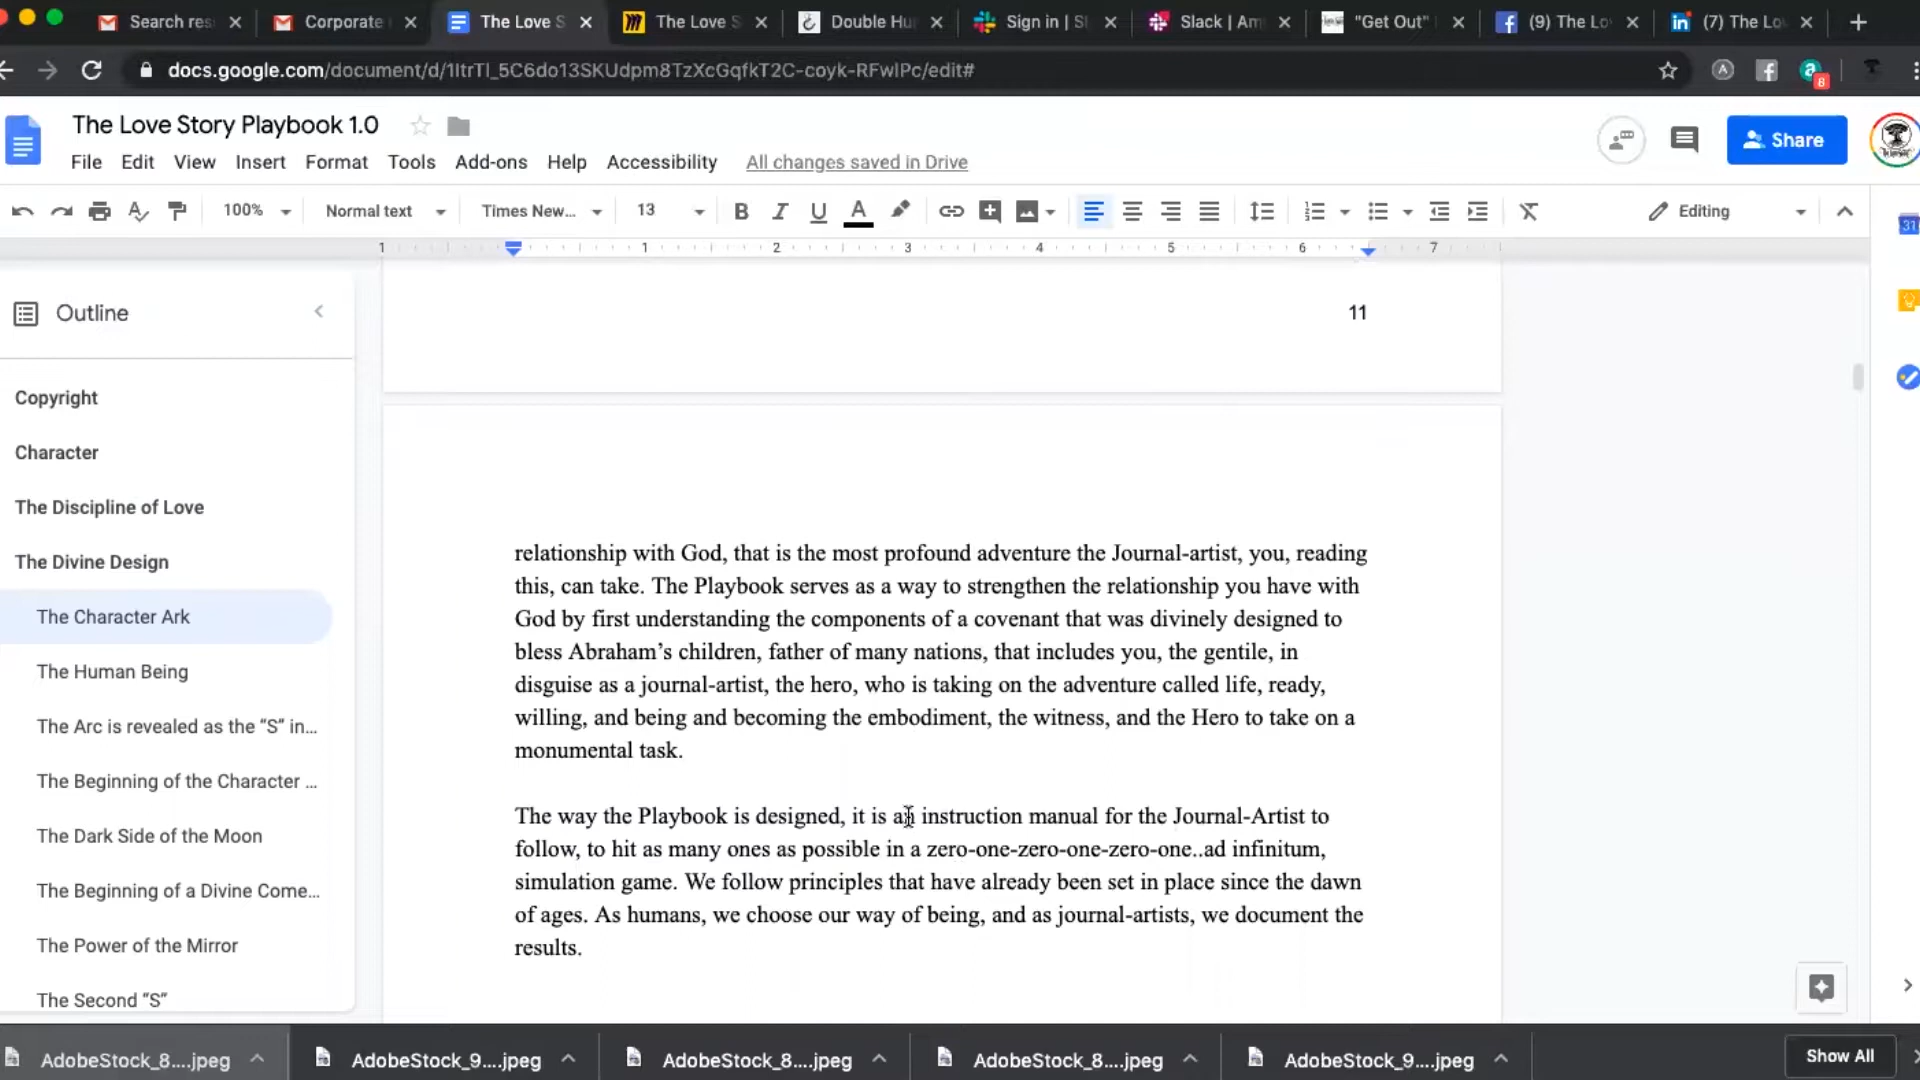 Search res
Corporate
The Love S
The Love S
Double Hu
Sign in | Sl
Slack | Am
"Get Out"
(9) The Lo
(7) The Lo
docs.google.com/document/d/1ltrTl_5C6do13SKUdpm8TzXcGqfkT2C-coyk-RFwIPc/edit#
8
The Love Story Playbook 1.0
File Edit View Insert Format Tools Add-ons Help Accessibility All changes saved in Drive
Share
100% Normal text Times New... 13 B I U A Editing
31
1 1 2 3 4 5 6 7
Outline
Copyright
Character
The Discipline of Love
The Divine Design
The Character Ark
The Human Being
The Arc is revealed as the “S” in...
The Beginning of the Character ...
The Dark Side of the Moon
The Beginning of a Divine Come...
The Power of the Mirror
The Second “S”
11
relationship with God, that is the most profound adventure the Journal-artist, you, reading
this, can take. The Playbook serves as a way to strengthen the relationship you have with
God by first understanding the components of a covenant that was divinely designed to
bless Abraham’s children, father of many nations, that includes you, the gentile, in
disguise as a journal-artist, the hero, who is taking on the adventure called life, ready,
willing, and being and becoming the embodiment, the witness, and the Hero to take on a
monumental task.
The way the Playbook is designed, it is an instruction manual for the Journal-Artist to
follow, to hit as many ones as possible in a zero-one-zero-one-zero-one..ad infinitum,
simulation game. We follow principles that have already been set in place since the dawn
of ages. As humans, we choose our way of being, and as journal-artists, we document the
results.
AdobeStock_8....jpeg
AdobeStock_9....jpeg
AdobeStock_8....jpeg
AdobeStock_8....jpeg
AdobeStock_9....jpeg
Show All